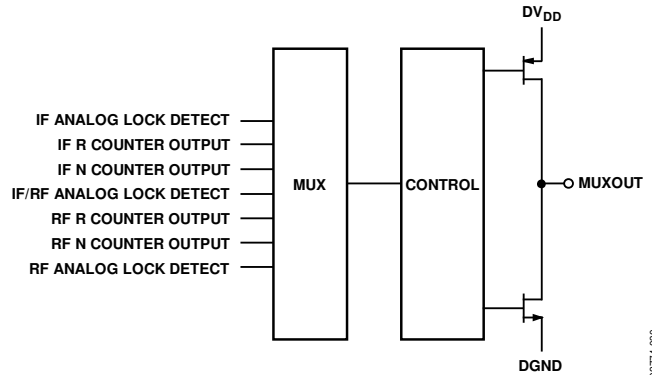 DVDD
IF ANALOG LOCK DETECT
IF R COUNTER OUTPUT
IF N COUNTER OUTPUT
IF/RF ANALOG LOCK DETECT
RF R COUNTER OUTPUT
RF N COUNTER OUTPUT
RF ANALOG LOCK DETECT
MUX
CONTROL
MUXOUT
DGND